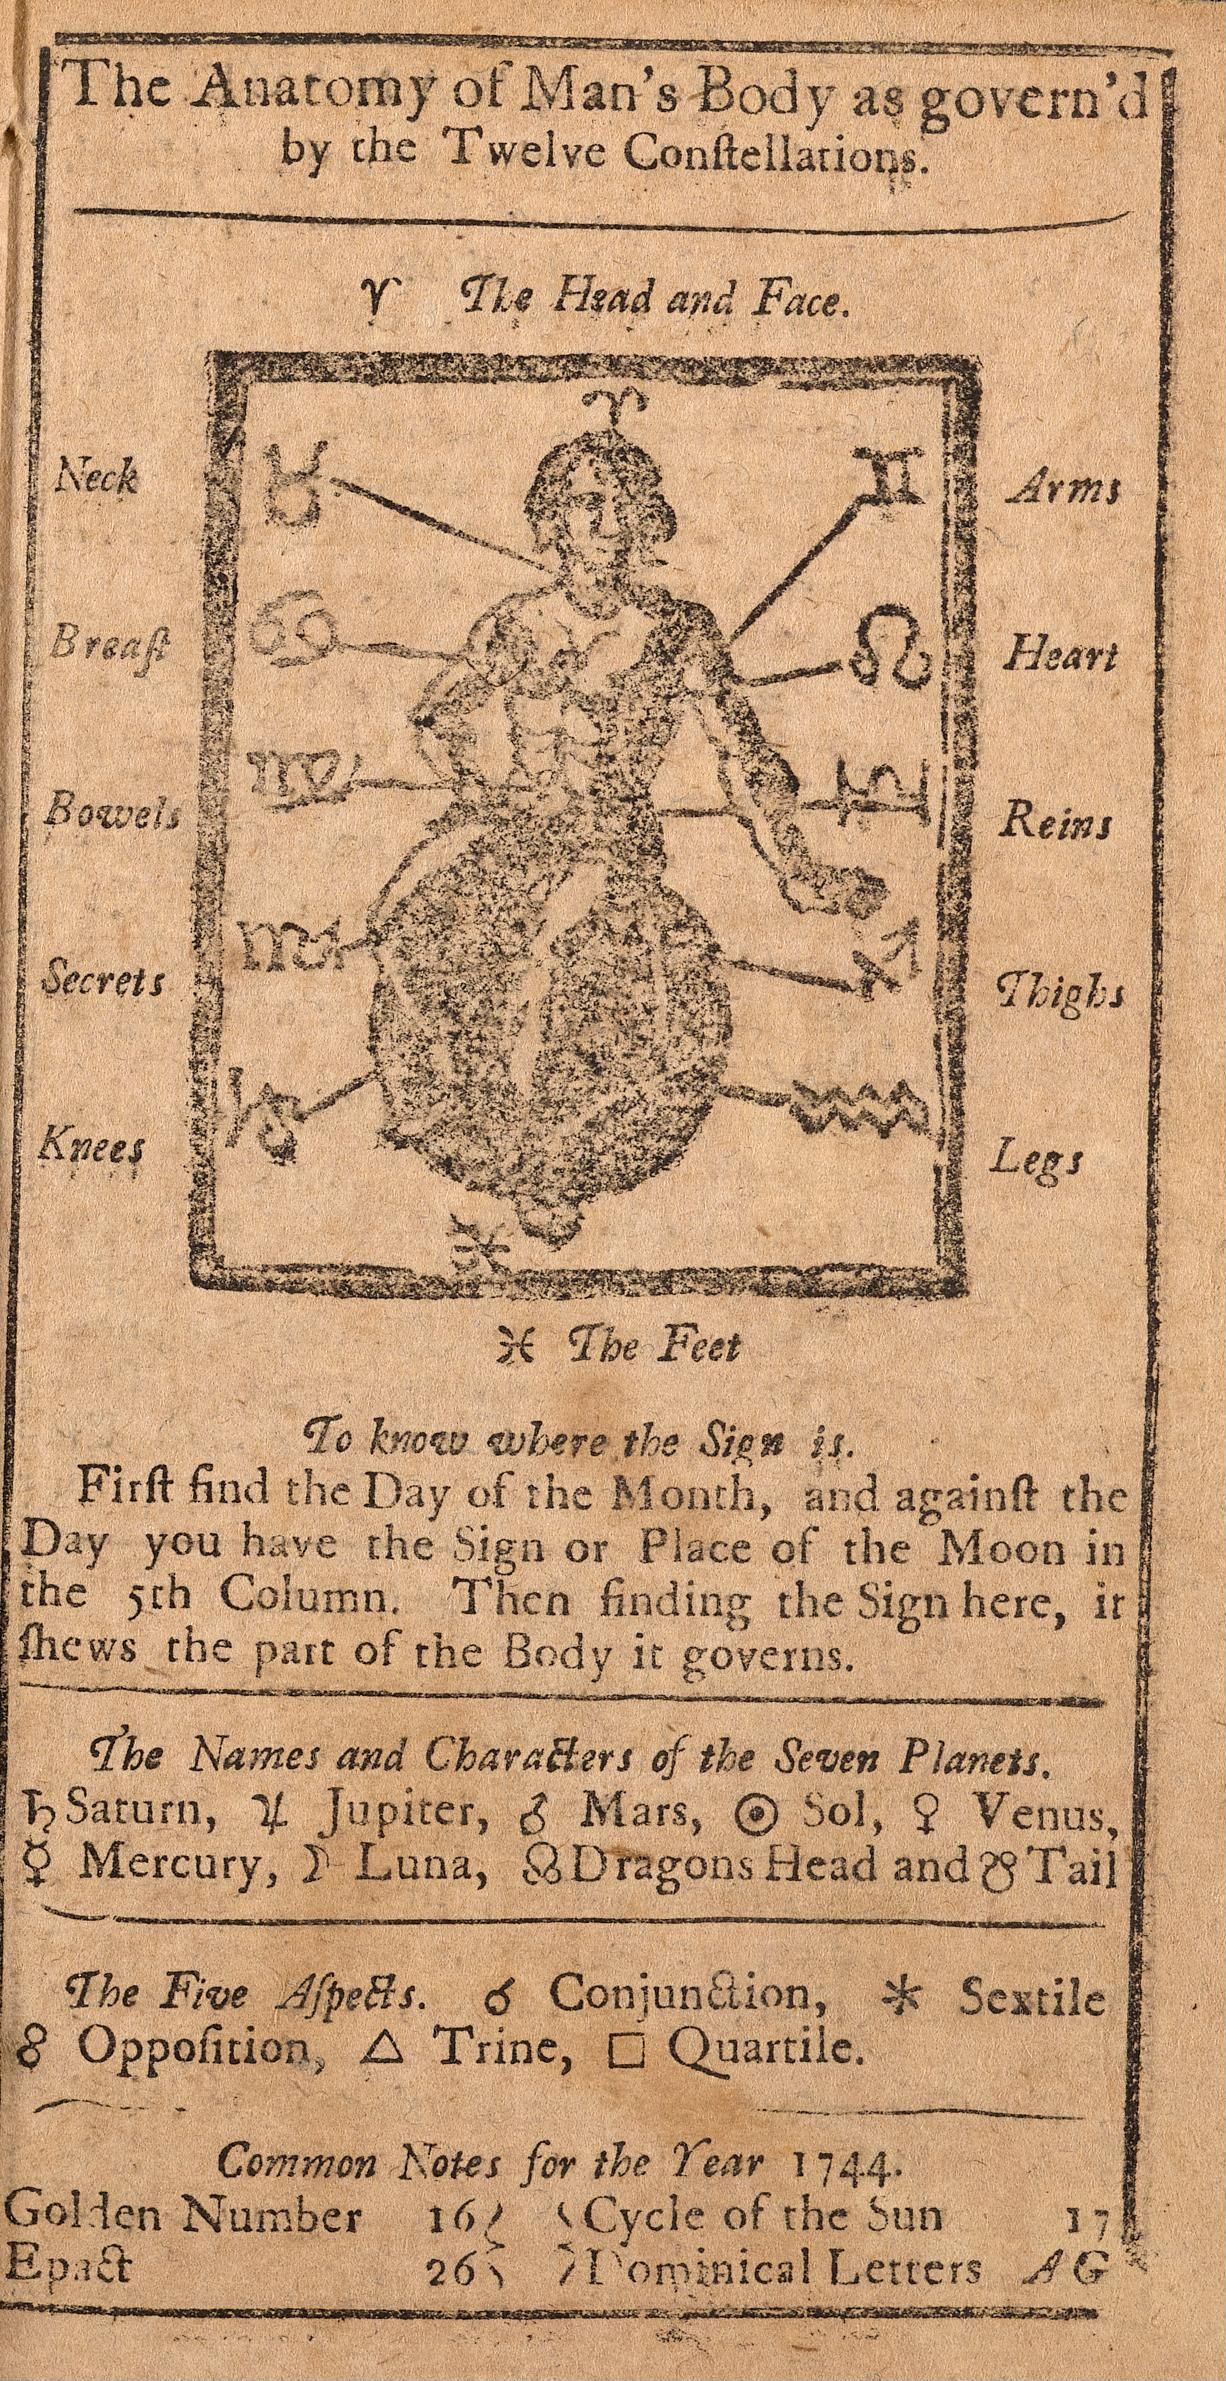 The Anatomy of Man's Body as govern'd
by the Twelve Conſtellations.
♈ The Head and Face.
♈
Neck ♉ ♊ Arms
Breaſt ♋ ♌ Heart
Bowels ♍ ♎ Reins
Secrets ♏ ♐ Thighs
Knees ♑ ♒ Legs
♓
♓ The Feet
To know where the Sign is.
Firſt find the Day of the Month, and againſt the
Day you have the Sign or Place of the Moon in
the 5th Column. Then finding the Sign here, it
ſhews the part of the Body it governs.
The Names and Characters of the Seven Planets.
♄ Saturn, ♃ Jupiter, ♂ Mars, ☉ Sol, ♀ Venus,
☿ Mercury, ☽ Luna, ☊ Dragons Head and ☋ Tail
The Five Aſpects. ☌ Conjunction, ⚹ Sextile
☍ Oppoſition, △ Trine, □ Quartile.
Common Notes for the Year 1744.
Golden Number 16 Cycle of the Sun 17
Epact 26 Dominical Letters A G